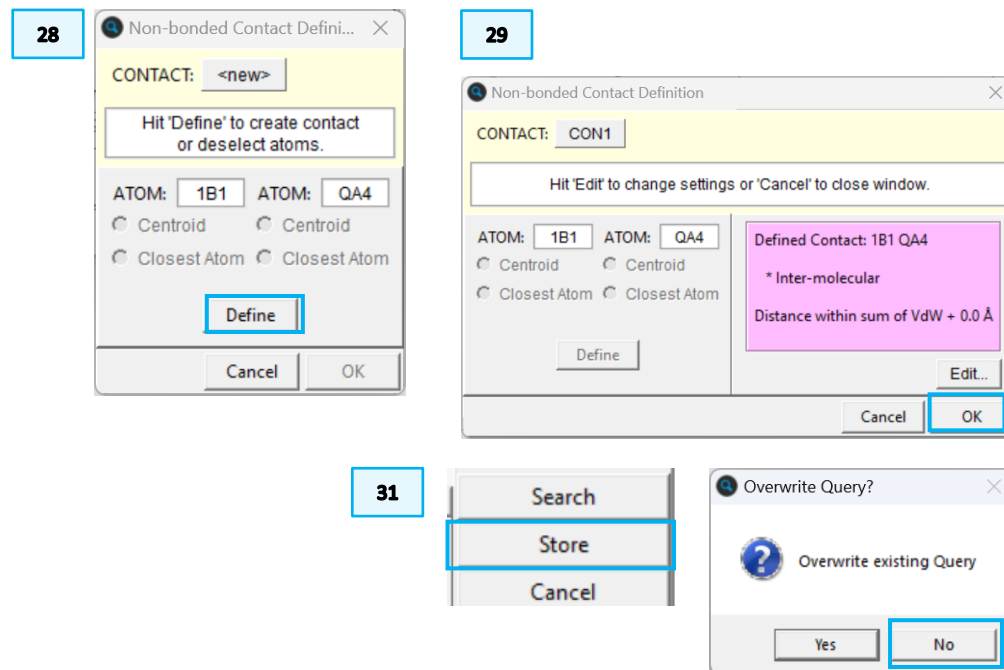 28
Non-bonded Contact Defini...
CONTACT: <new>
Hit 'Define' to create contact
or deselect atoms.
ATOM: 1B1 ATOM: QA4
Centroid Centroid
Closest Atom Closest Atom
Define
Cancel OK
29
Non-bonded Contact Definition
CONTACT: CON1
Hit 'Edit' to change settings or 'Cancel' to close window.
ATOM: 1B1 ATOM: QA4
Centroid Centroid
Closest Atom Closest Atom
Define
Defined Contact: 1B1 QA4
* Inter-molecular
Distance within sum of VdW + 0.0 Å
Edit...
Cancel OK
31
Search
Store
Cancel
Overwrite Query?
Overwrite existing Query
Yes No